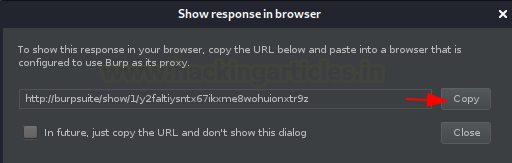 Show response in browser
To show this response in your browser, copy the URL below and paste into a browser that is
configured to use Burp as its proxy.
www.hackingarticles.in
http://burpsuite/show/1/y2faltiysntx67ikxme8wohuionxtr9z
Copy
In future, just copy the URL and don't show this dialog
Close